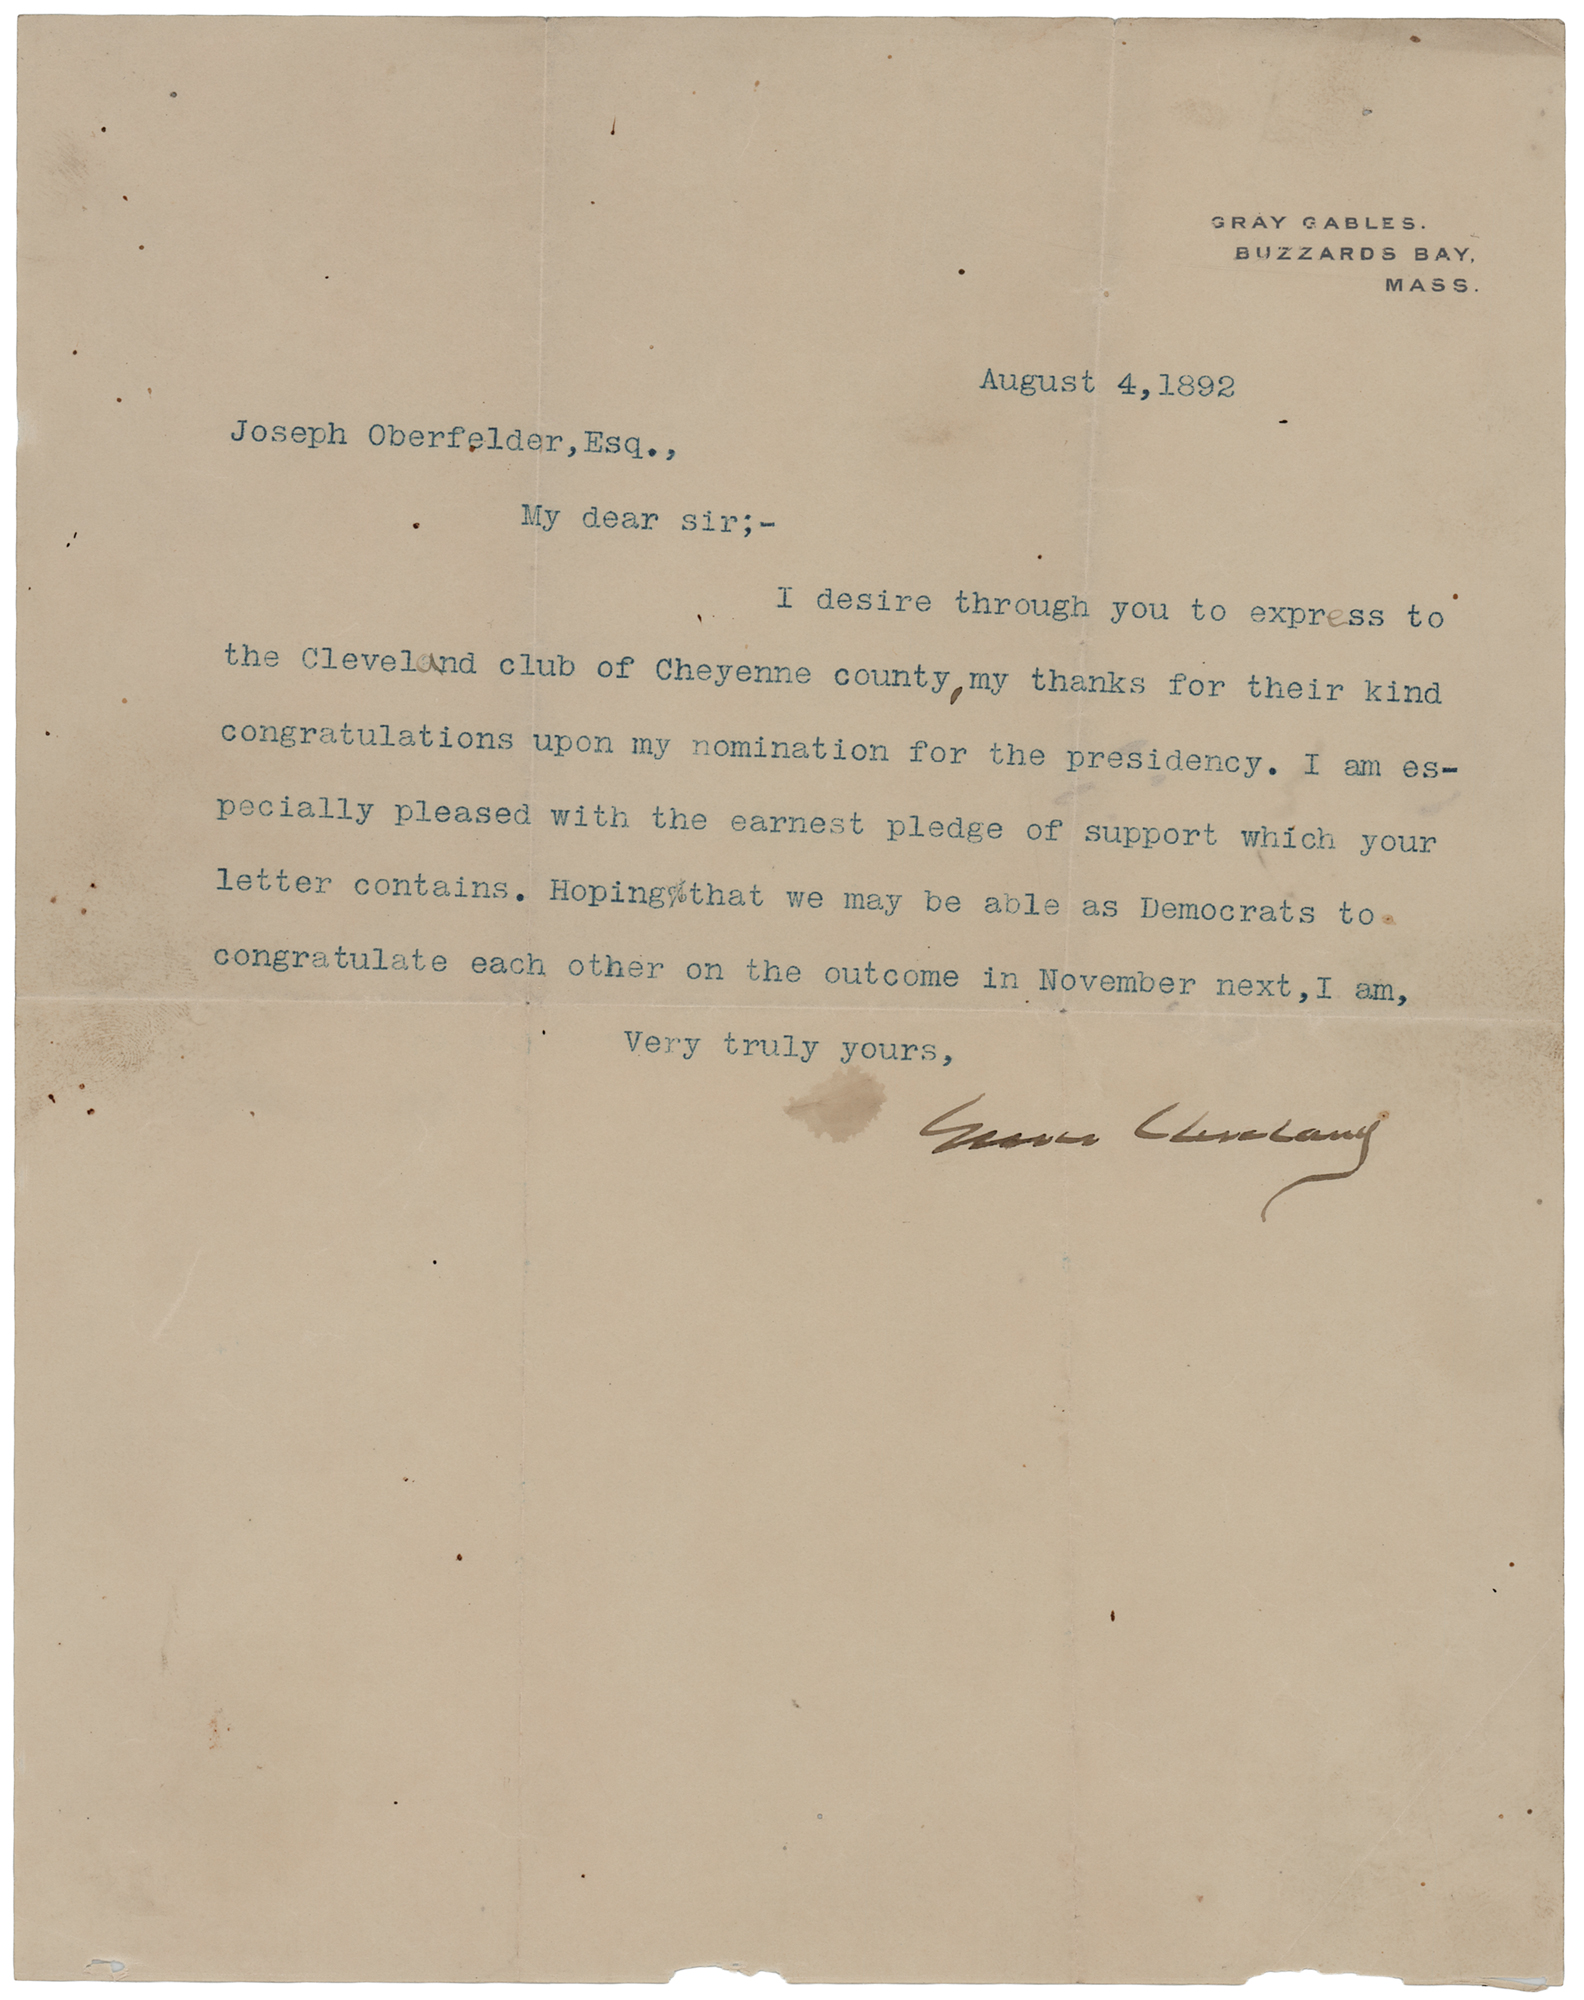 GRAY GABLES.
BUZZARDS BAY,
MASS.
August 4,1892
Joseph Oberfelder,Esq.,
My dear sir;-
I desire through you to express to
the Cleveland club of Cheyenne county,my thanks for their kind
congratulations upon my nomination for the presidency. I am es-
pecially pleased with the earnest pledge of support which your
letter contains. Hoping that we may be able as Democrats to
congratulate each other on the outcome in November next,I am,
Very truly yours,
Grover Cleveland